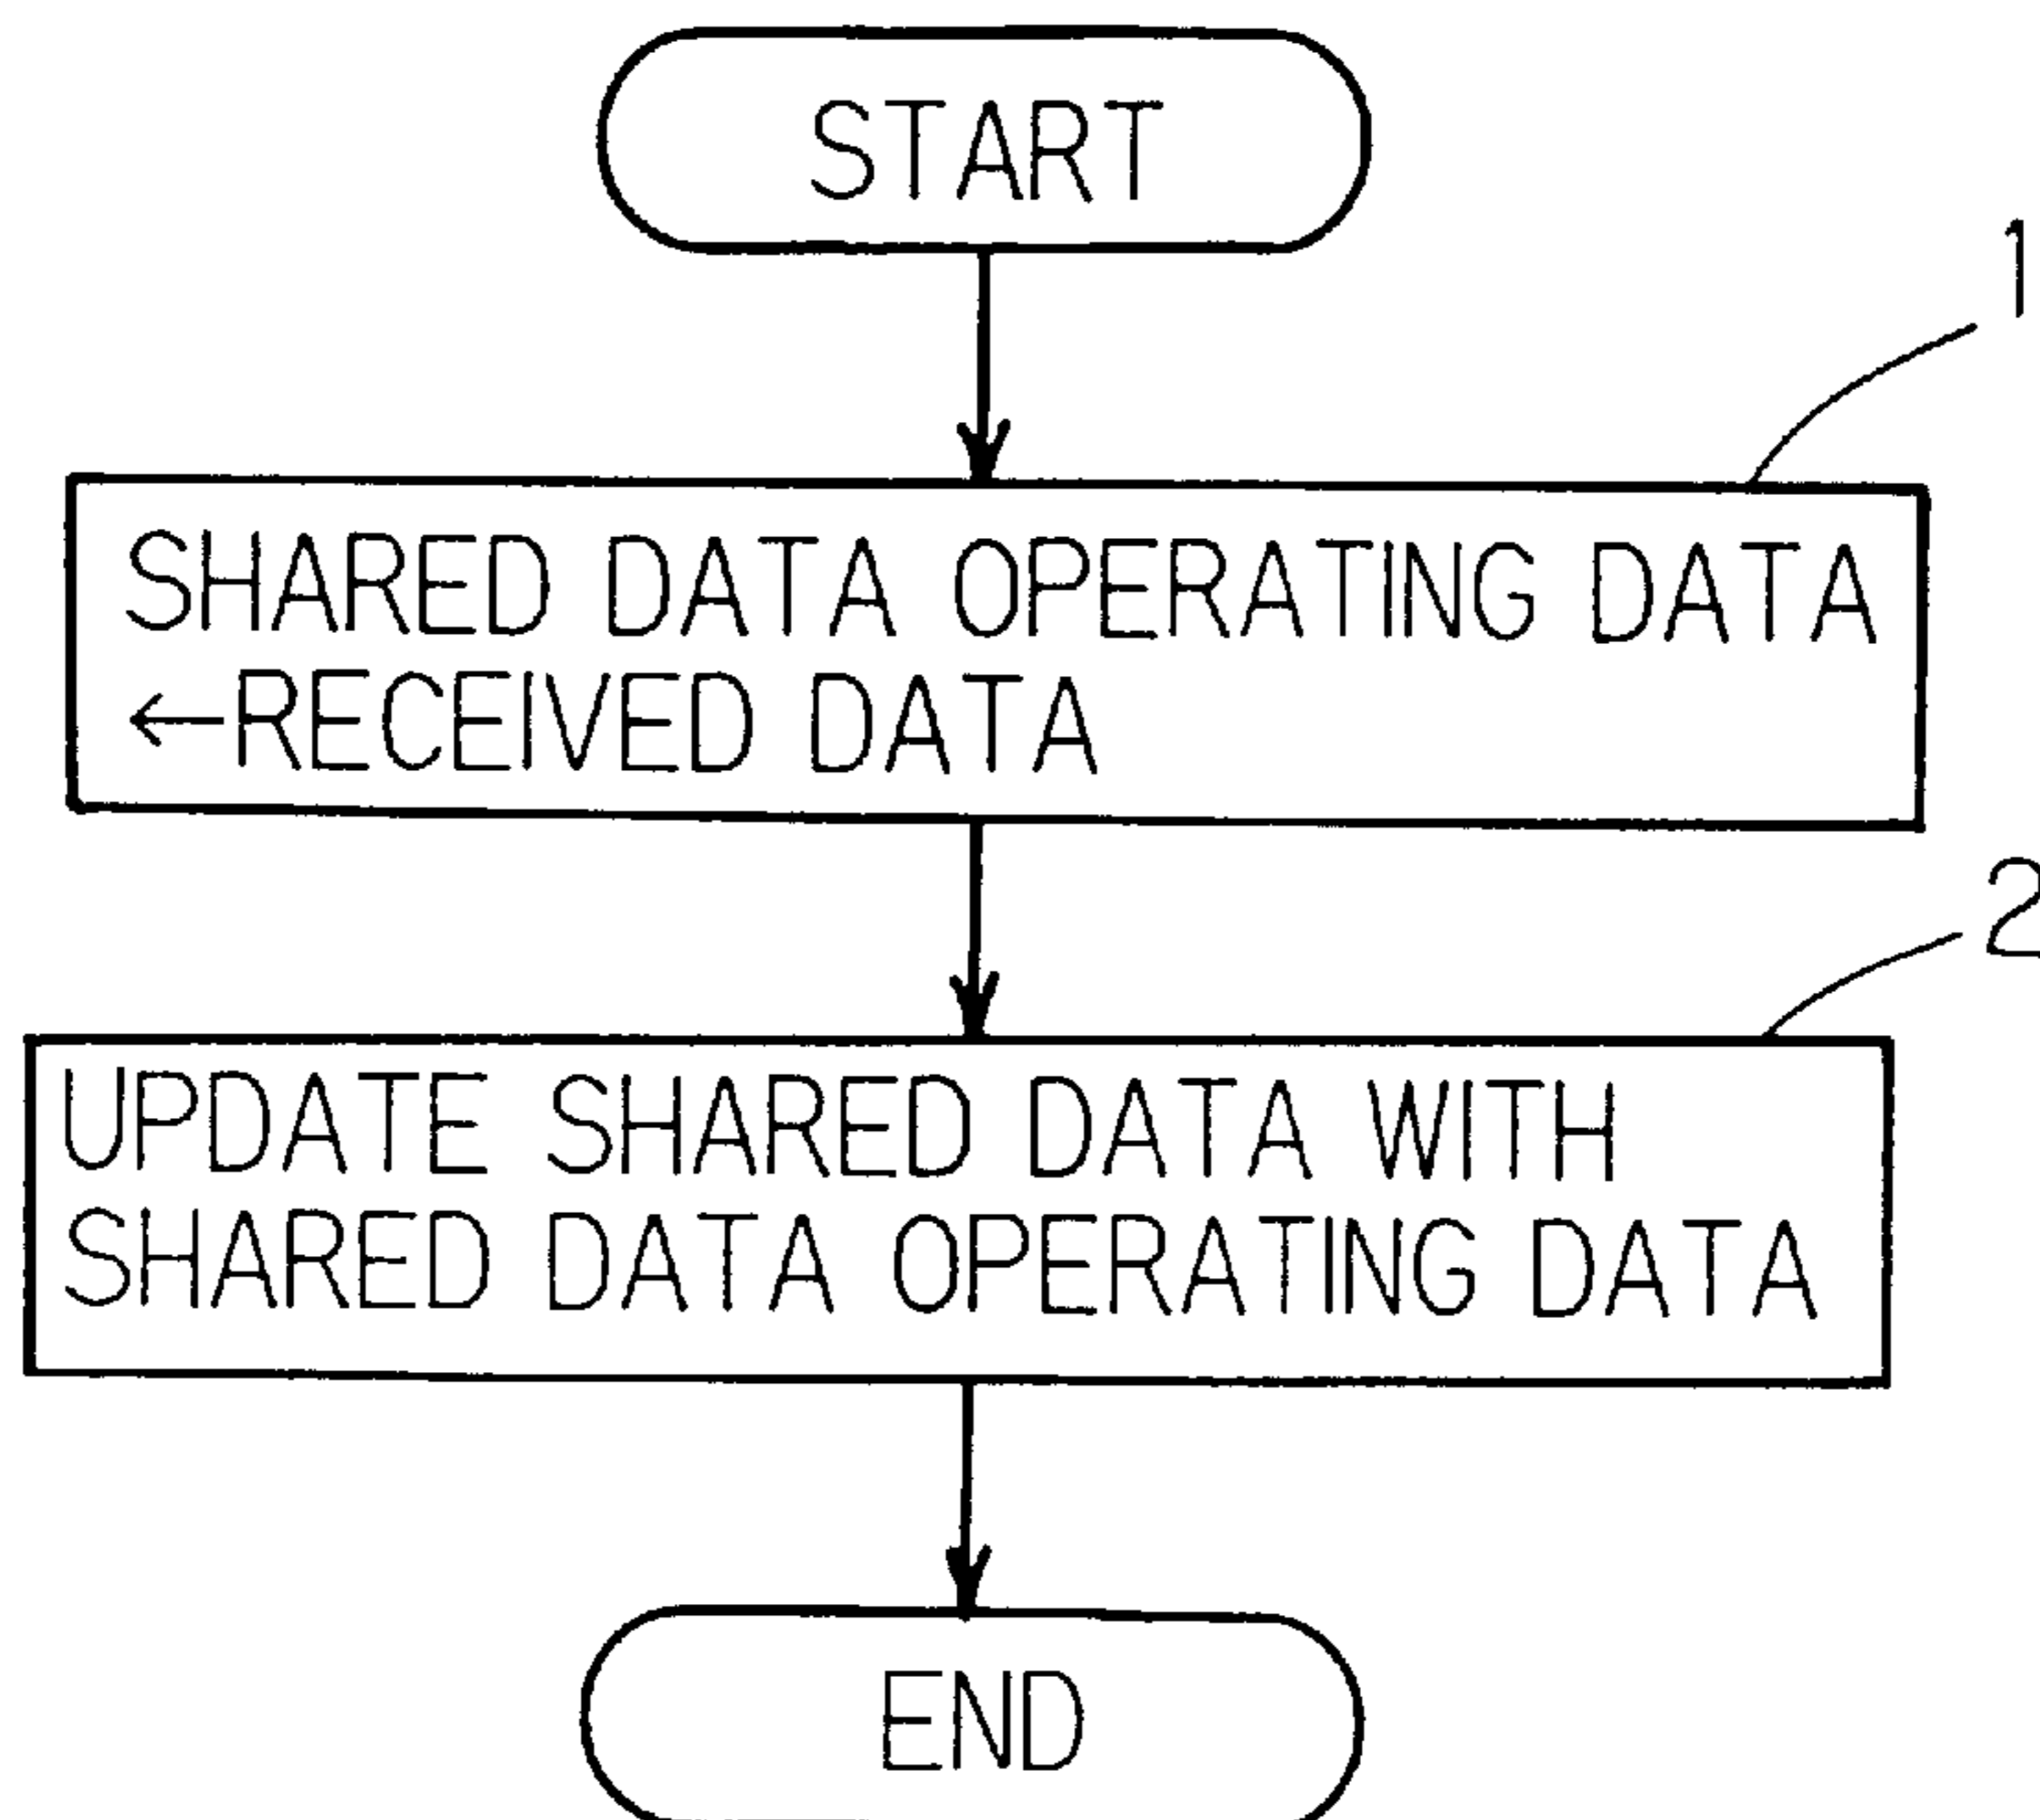 START
1
SHARED DATA OPERATING DATA
←RECEIVED DATA
2
UPDATE SHARED DATA WITH
SHARED DATA OPERATING DATA
END